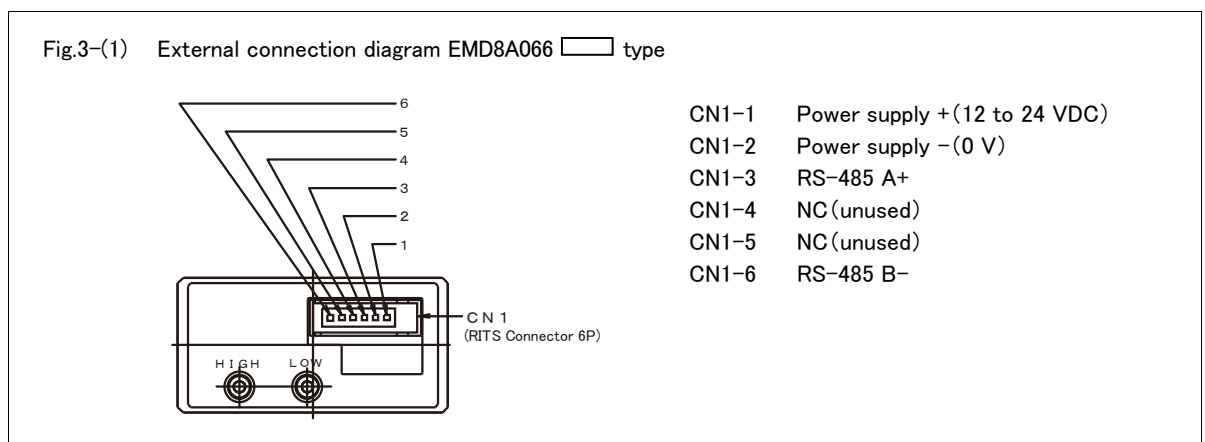 Fig.3-(1) External connection diagram EMD8A066 type
6
5
4
3
2
1
CN1
(RITS Connector 6P)
HIGH LOW
CN1-1 Power supply +(12 to 24 VDC)
CN1-2 Power supply -(0 V)
CN1-3 RS-485 A+
CN1-4 NC(unused)
CN1-5 NC(unused)
CN1-6 RS-485 B-